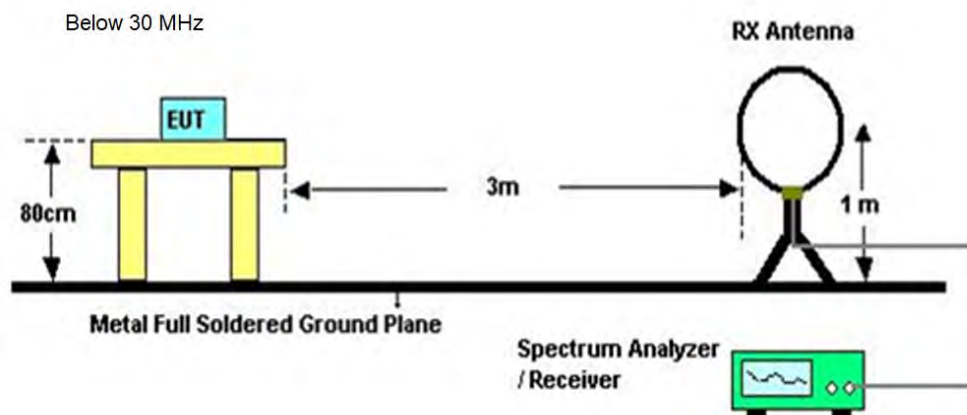 Below 30 MHz
RX Antenna
EUT
80cm
3m
1 m
Metal Full Soldered Ground Plane
Spectrum Analyzer
/ Receiver